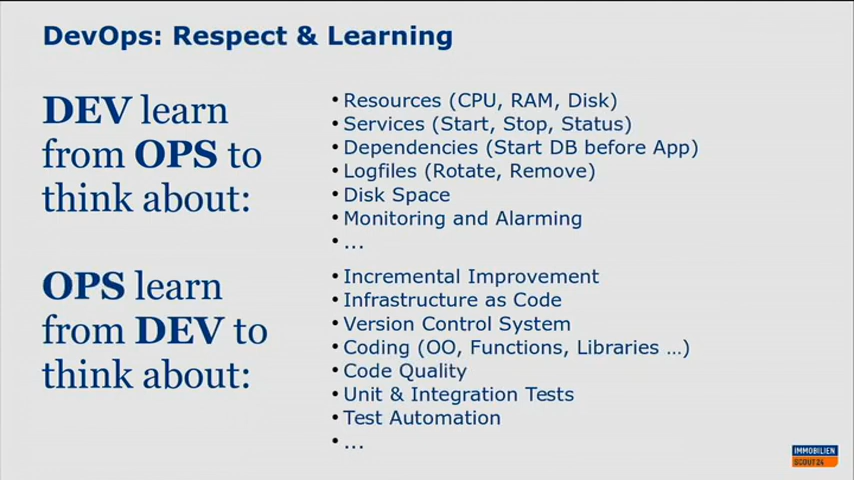 DevOps: Respect & Learning
DEV learn
from OPS to
think about:
• Resources (CPU, RAM, Disk)
• Services (Start, Stop, Status)
• Dependencies (Start DB before App)
• Logfiles (Rotate, Remove)
• Disk Space
• Monitoring and Alarming
• ...
OPS learn
from DEV to
think about:
• Incremental Improvement
• Infrastructure as Code
• Version Control System
• Coding (OO, Functions, Libraries ...)
• Code Quality
• Unit & Integration Tests
• Test Automation
• ...
IMMOBILIEN
SCOUT24